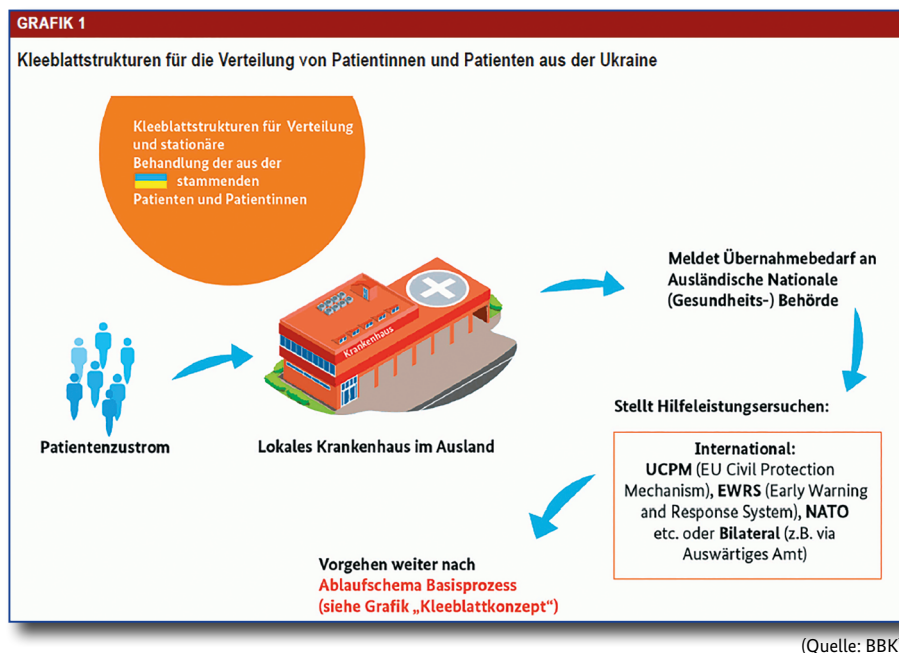 GRAFIK 1
Kleeblattstrukturen für die Verteilung von Patientinnen und Patienten aus der Ukraine
Kleeblattstrukturen für Verteilung
und stationäre
Behandlung der aus der
stammenden
Patienten und Patientinnen
Krankenhaus
Patientenzustrom
Lokales Krankenhaus im Ausland
Meldet Übernahmebedarf an
Ausländische Nationale
(Gesundheits-) Behörde
Stellt Hilfeleistungsersuchen:
International:
UCPM (EU Civil Protection
Mechanism), EWRS (Early Warning
and Response System), NATO
etc. oder Bilateral (z.B. via
Auswärtiges Amt)
Vorgehen weiter nach
Ablaufschema Basisprozess
(siehe Grafik „Kleeblattkonzept“)
(Quelle: BBK